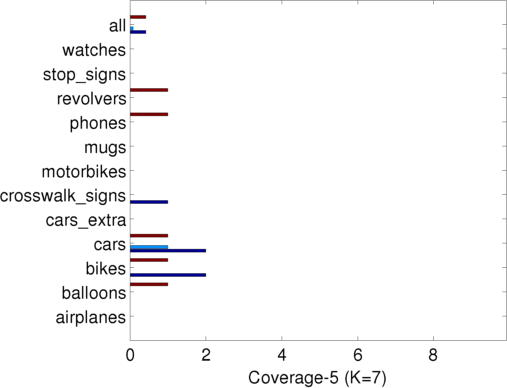 all
watches
stop_signs
revolvers
phones
mugs
motorbikes
crosswalk_signs
cars_extra
cars
bikes
balloons
airplanes
0 2 4 6 8
Coverage-5 (K=7)